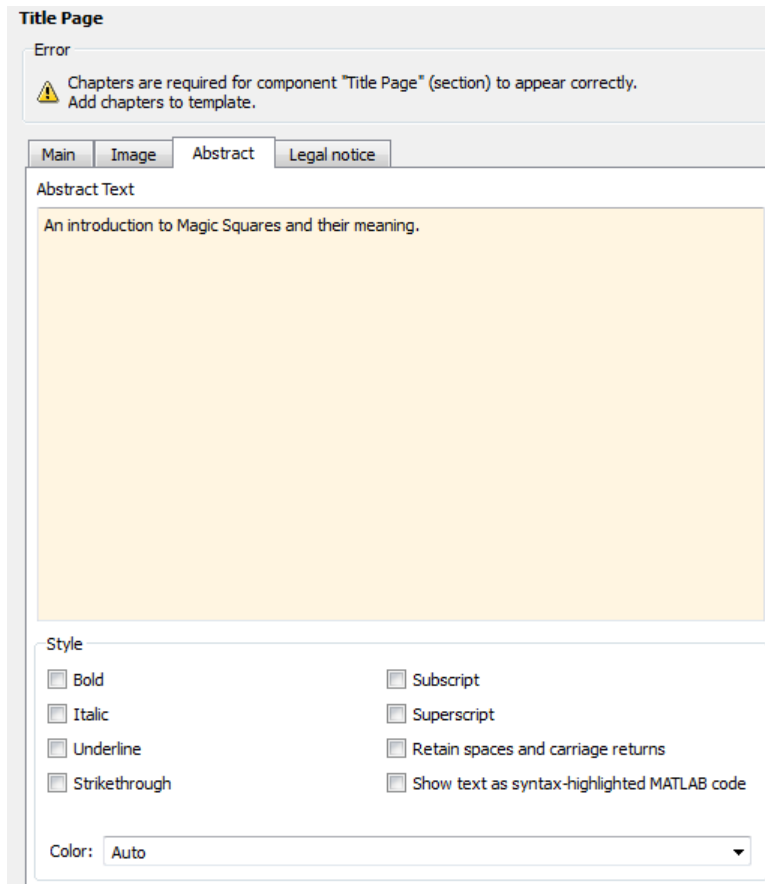 Title Page
Error
Chapters are required for component "Title Page" (section) to appear correctly.
Add chapters to template.
Main Image Abstract Legal notice
Abstract Text
An introduction to Magic Squares and their meaning.
Style
Bold Subscript
Italic Superscript
Underline Retain spaces and carriage returns
Strikethrough Show text as syntax-highlighted MATLAB code
Color: Auto